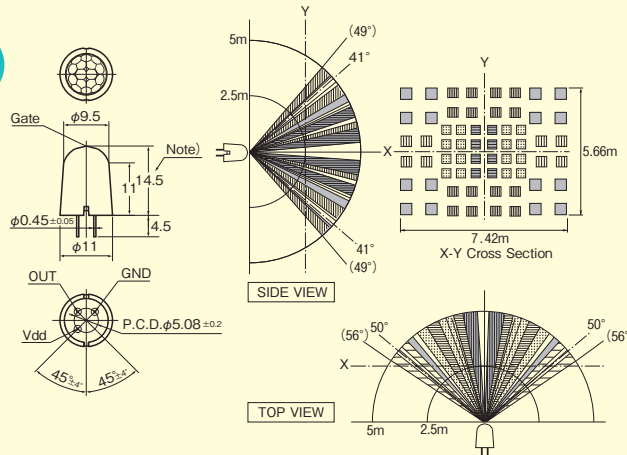 Gate
φ9.5
Note)
11
14.5
4.5
φ0.45±0.05
φ11
OUT
GND
Vdd
P.C.D.φ5.08 ±0.2
45°±4°
45°±4°
Y
5m
2.5m
(49°)
41°
X
41°
(49°)
SIDE VIEW
Y
X
5.66m
7.42m
X-Y Cross Section
(56°)
50°
50°
(56°
X
TOP VIEW
5m
2.5m